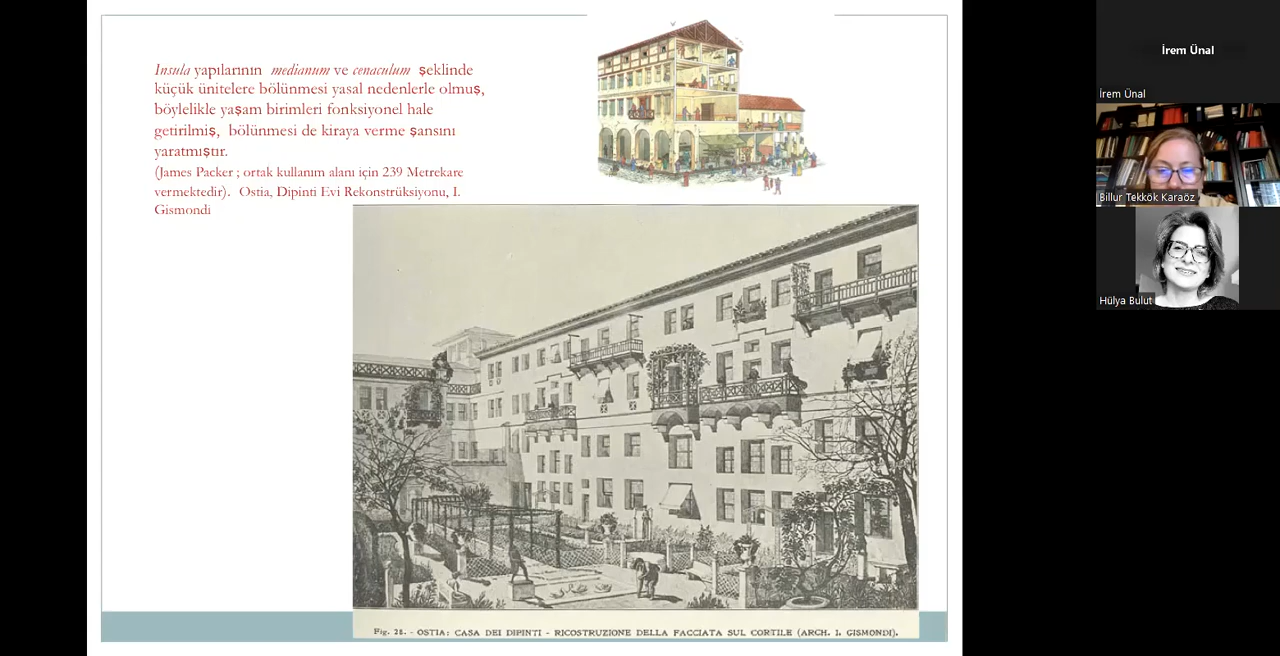 Insula yapılarının medianum ve cenaculum şeklinde
küçük ünitelere bölünmesi yasal nedenlerle olmuş,
böylelikle yaşam birimleri fonksiyonel hale
getirilmiş, bölünmesi de kiraya verme şansını
yaratmıştır.
(James Packer ; ortak kullanım alanı için 239 Metrekare
vermektedir). Ostia, Dipinti Evi Rekonstrüksiyonu, I.
Gismondi
Fig. 28. - OSTIA: CASA DEI DIPINTI - RICOSTRUZIONE DELLA FACCIATA SUL CORTILE (ARCH. I. GISMONDI).
İrem Ünal
İrem Ünal
Billur Tekkök Karaöz
Hülya Bulut